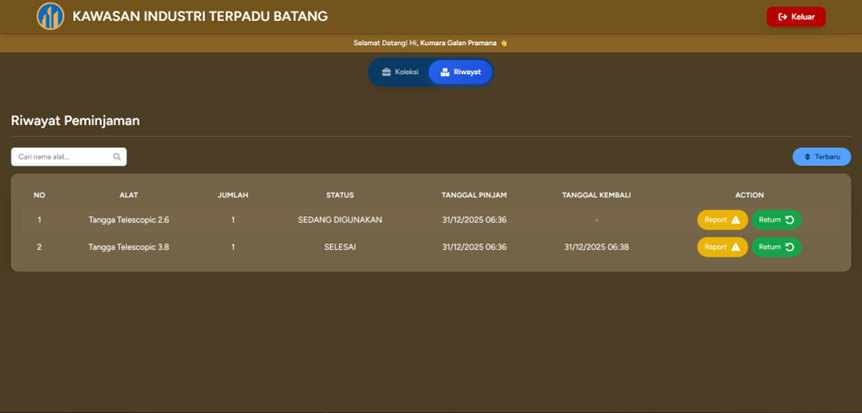 KAWASAN INDUSTRI TERPADU BATANG
Keluar
Selamat Datang! Hi, Kumara Galan Pramana 👋
Koleksi
Riwayat
Riwayat Peminjaman
Cari nama alat...
Terbaru
NO ALAT JUMLAH STATUS TANGGAL PINJAM TANGGAL KEMBALI ACTION
1 Tangga Telescopic 2.6 1 SEDANG DIGUNAKAN 31/12/2025 06:36 - Report Return
2 Tangga Telescopic 3.8 1 SELESAI 31/12/2025 06:36 31/12/2025 06:38 Report Return